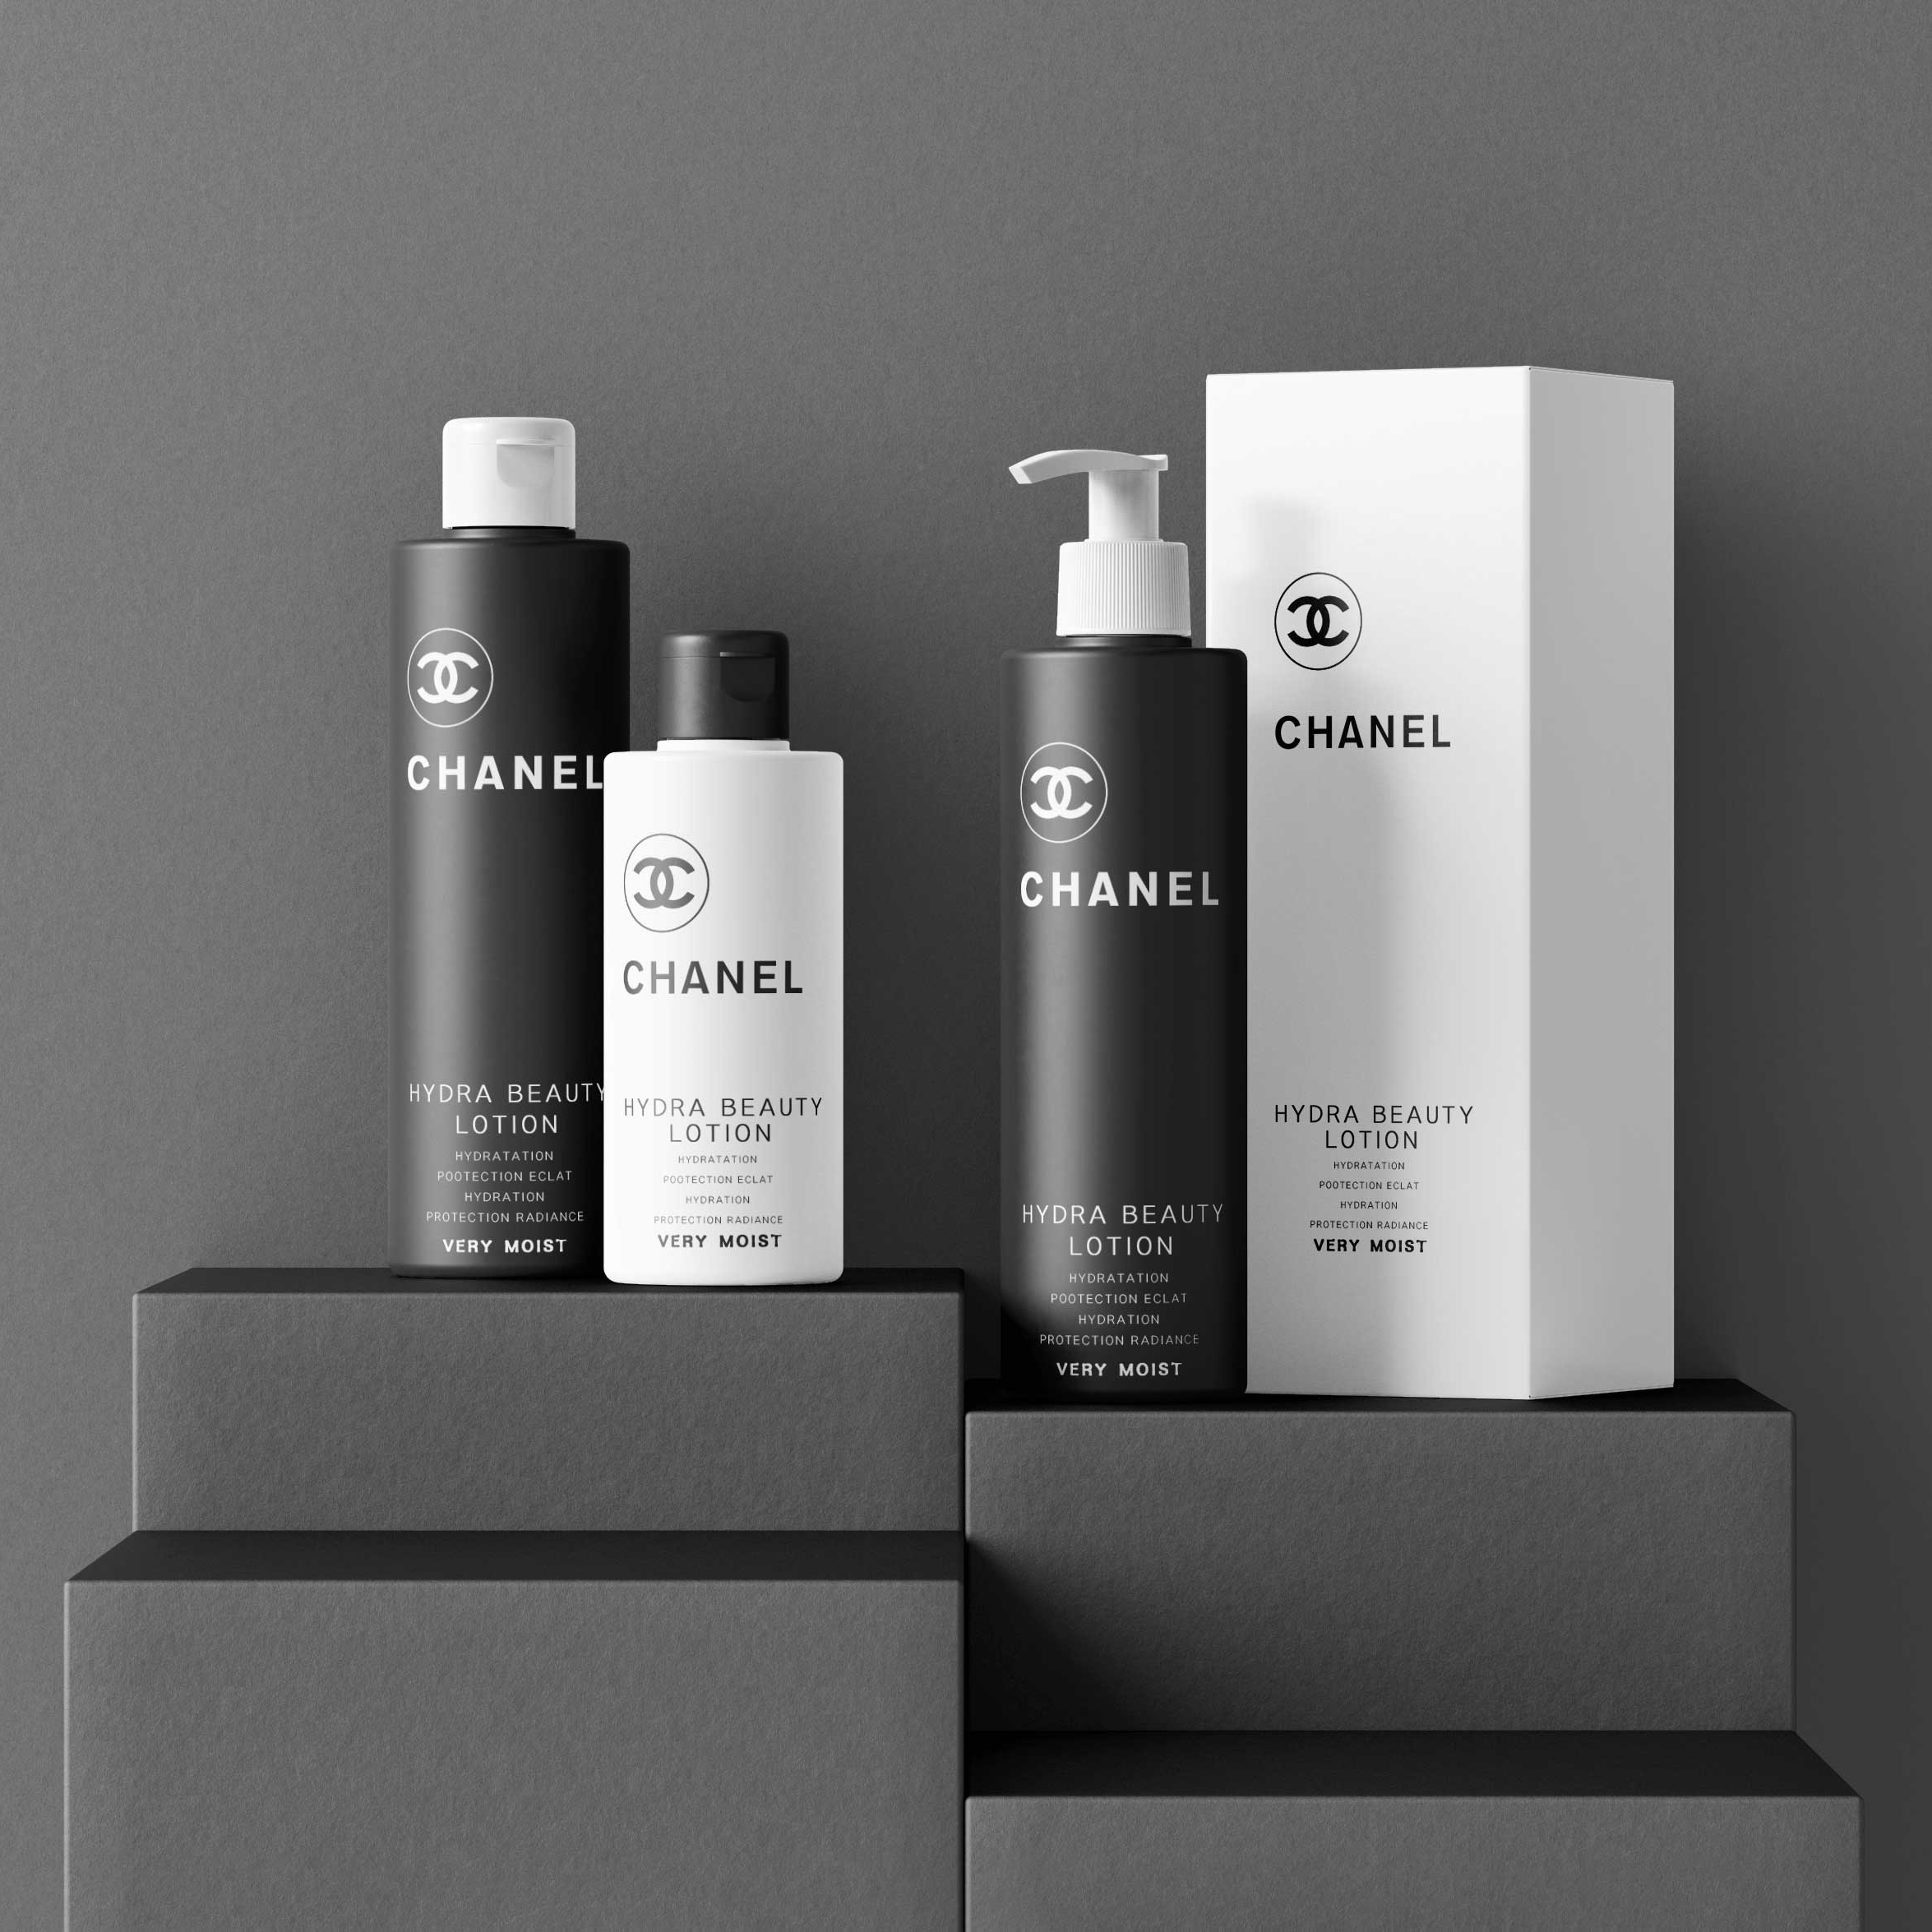 CHANEL
HYDRA BEAUTY
LOTION
HYDRATATION
POOTECTION ECLAT
HYDRATION
PROTECTION RADIANCE
VERY MOIST
CHANEL
HYDRA BEAUTY
LOTION
HYDRATATION
POOTECTION ECLAT
HYDRATION
PROTECTION RADIANCE
VERY MOIST
CHANEL
HYDRA BEAUTY
LOTION
HYDRATATION
POOTECTION ECLAT
HYDRATION
PROTECTION RADIANCE
VERY MOIST
CHANEL
HYDRA BEAUTY
LOTION
HYDRATATION
POOTECTION ECLAT
HYDRATION
PROTECTION RADIANCE
VERY MOIST